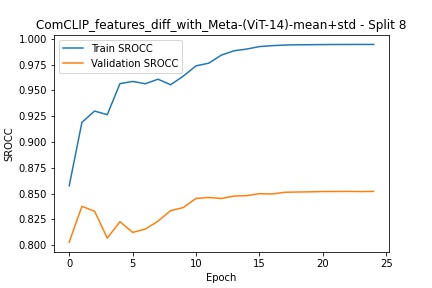 ComCLIP_features_diff_with_Meta-(ViT-14)-mean+std - Split 8
1.000
0.975
0.950
0.925
0.900
0.875
0.850
0.825
0.800
SROCC
Train SROCC
Validation SROCC
0 5 10 15 20 25
Epoch